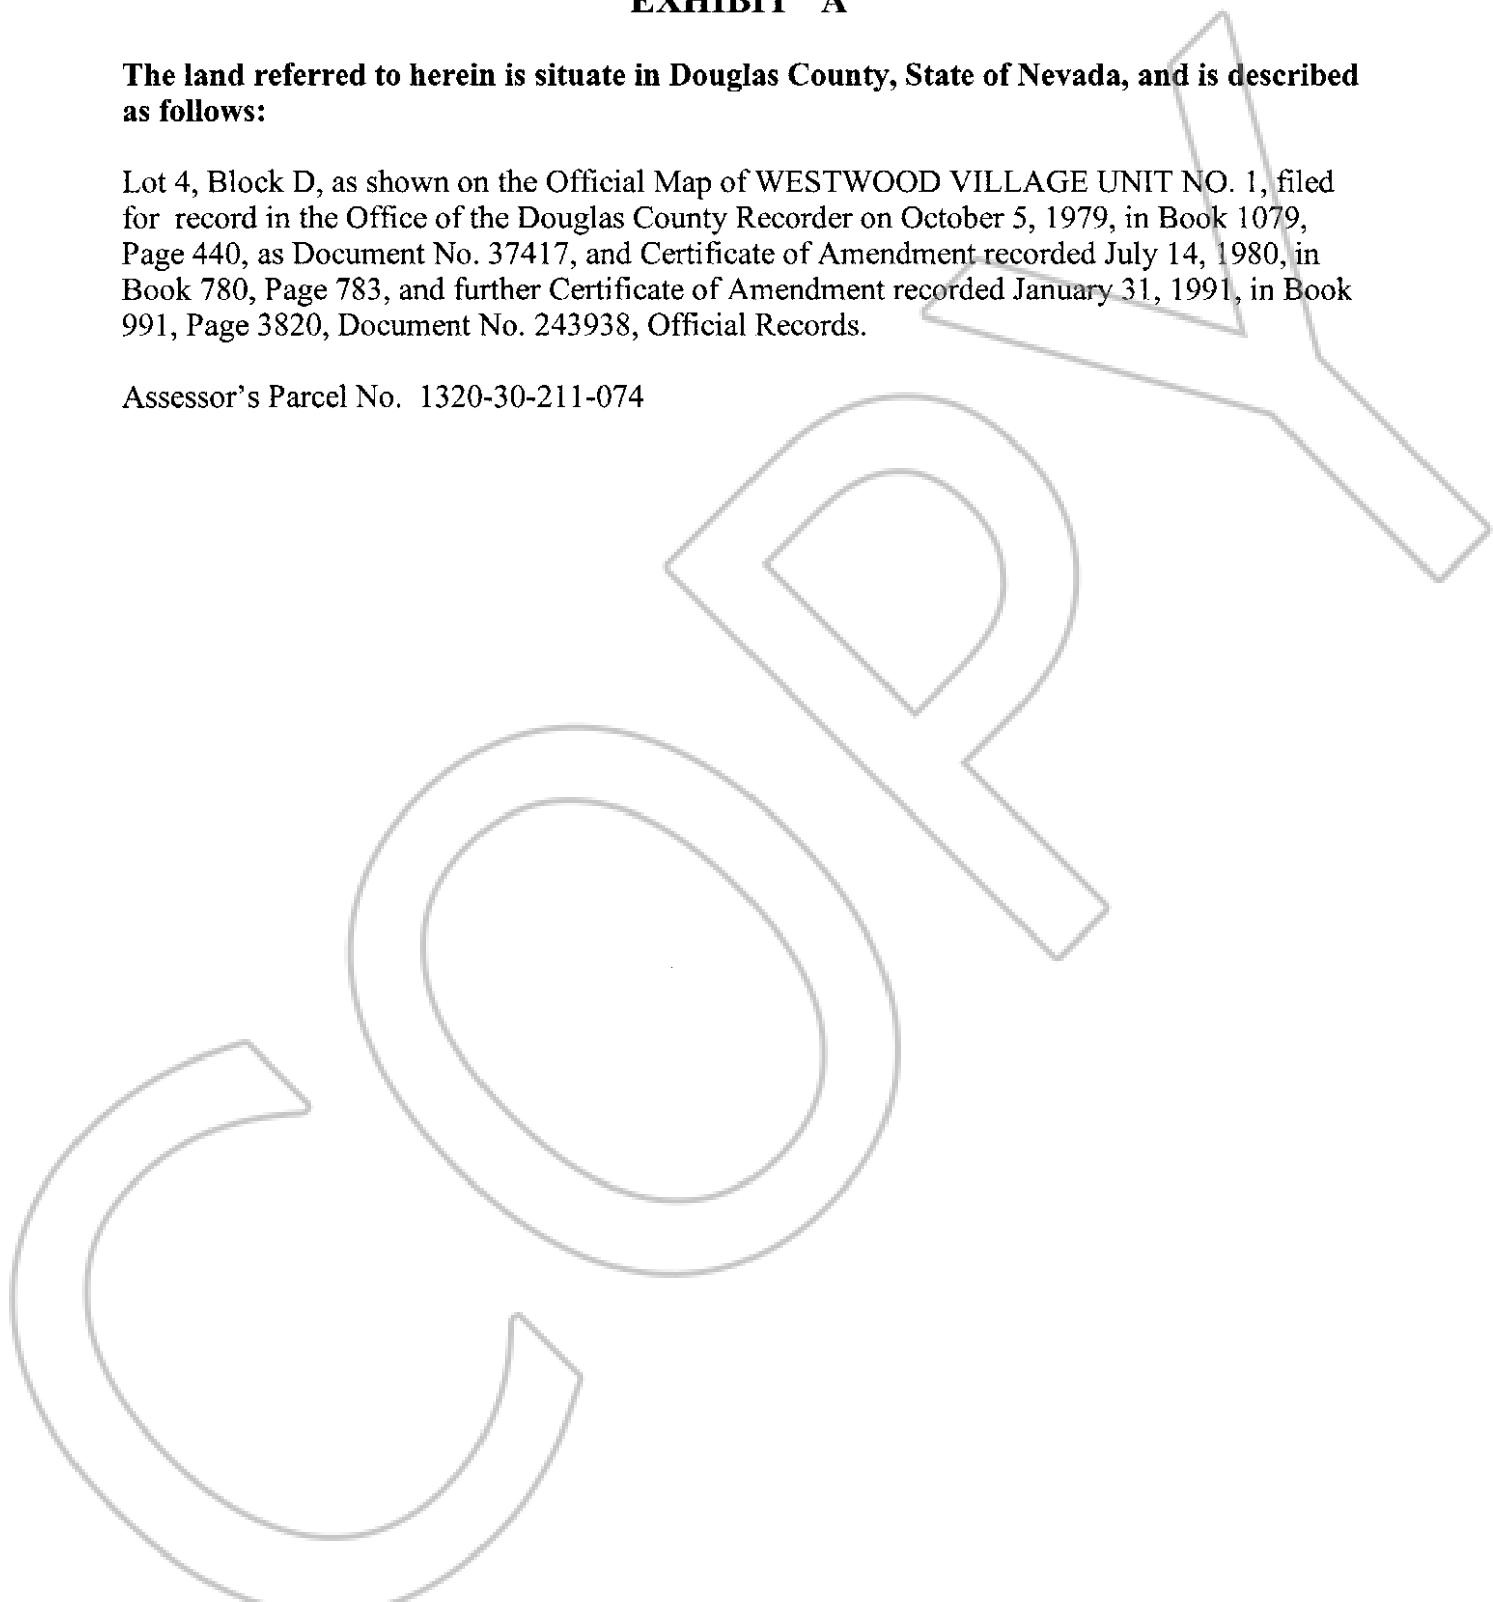 EXHIBIT "A"
The land referred to herein is situate in Douglas County, State of Nevada, and is described
as follows:
Lot 4, Block D, as shown on the Official Map of WESTWOOD VILLAGE UNIT NO. 1, filed
for record in the Office of the Douglas County Recorder on October 5, 1979, in Book 1079,
Page 440, as Document No. 37417, and Certificate of Amendment recorded July 14, 1980, in
Book 780, Page 783, and further Certificate of Amendment recorded January 31, 1991, in Book
991, Page 3820, Document No. 243938, Official Records.
Assessor’s Parcel No. 1320-30-211-074
COPY